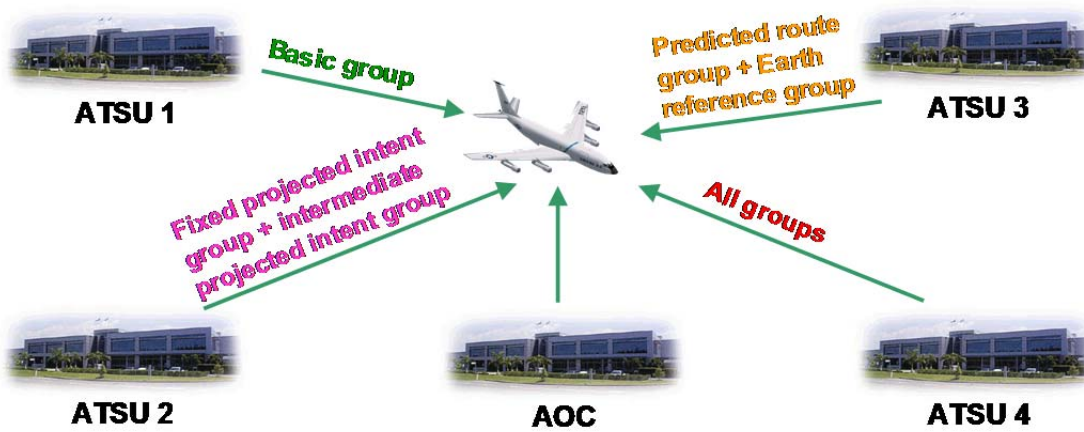 Basic group
ATSU 1
Predicted route
group + Earth
reference group
ATSU 3
Fixed projected intent
group + intermediate
projected intent group
All groups
ATSU 2
AOC
ATSU 4